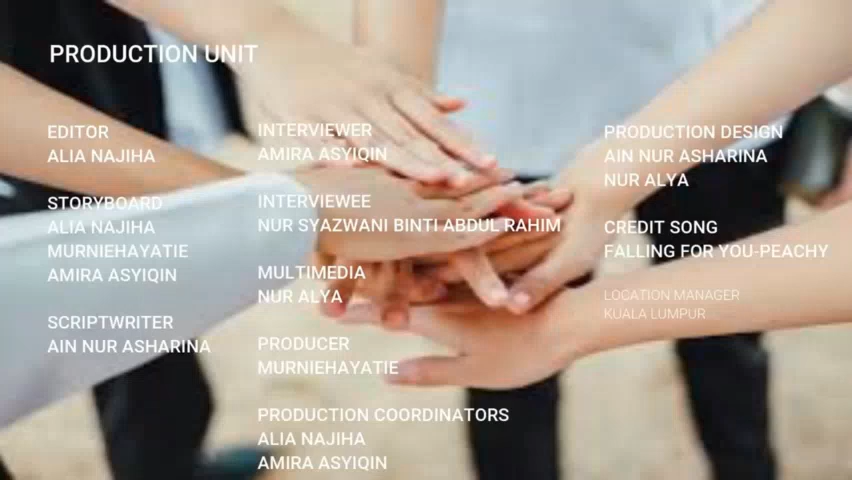 PRODUCTION UNIT
EDITOR
ALIA NAJIHA
STORYBOARD
ALIA NAJIHA
MURNIEHAYATIE
AMIRA ASYIQIN
SCRIPTWRITER
AIN NUR ASHARINA
INTERVIEWER
AMIRA ASYIQIN
INTERVIEWEE
NUR SYAZWANI BINTI ABDUL RAHIM
MULTIMEDIA
NUR ALYA
PRODUCER
MURNIEHAYATIE
PRODUCTION COORDINATORS
ALIA NAJIHA
AMIRA ASYIQIN
PRODUCTION DESIGN
AIN NUR ASHARINA
NUR ALYA
CREDIT SONG
FALLING FOR YOU-PEACHY
LOCATION MANAGER
KUALA LUMPUR